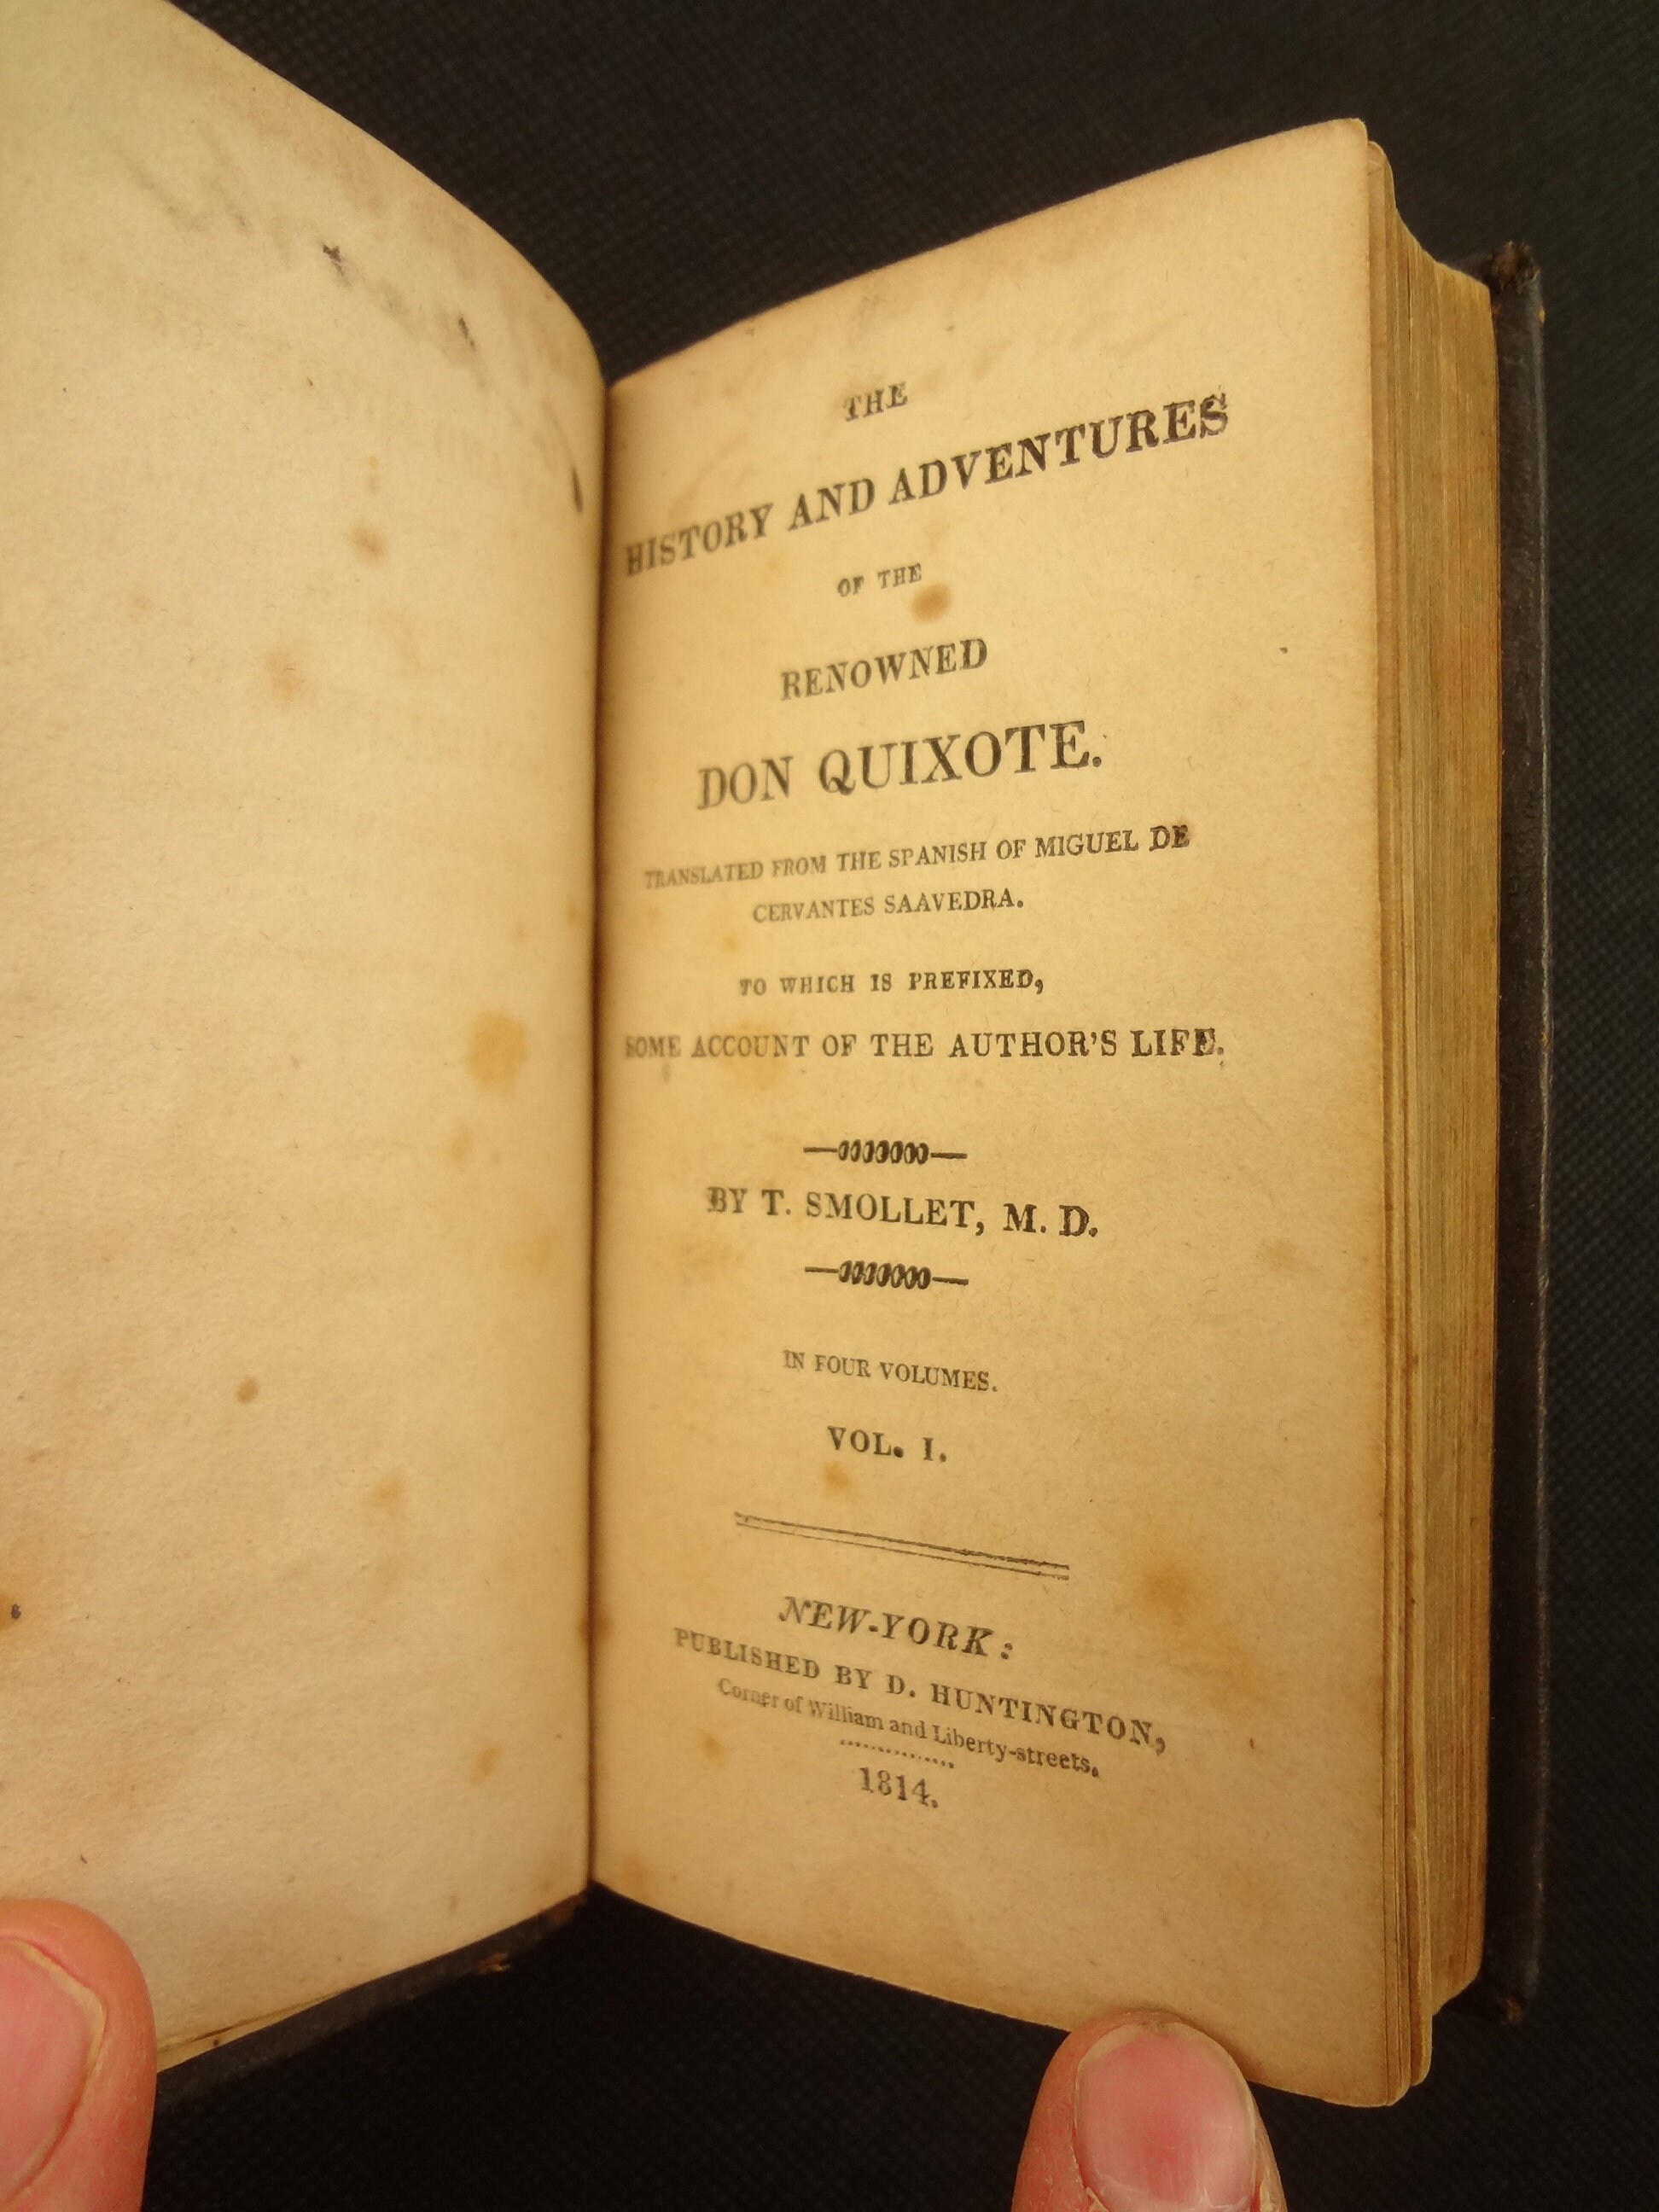 THE
HISTORY AND ADVENTURES
OF THE
RENOWNED
DON QUIXOTE.
TRANSLATED FROM THE SPANISH OF MIGUEL DE
CERVANTES SAAVEDRA.
TO WHICH IS PREFIXED,
SOME ACCOUNT OF THE AUTHOR'S LIFE.
BY T. SMOLLET, M. D.
IN FOUR VOLUMES.
VOL. I.
NEW-YORK:
PUBLISHED BY D. HUNTINGTON,
Corner of William and Liberty-streets.
1814.